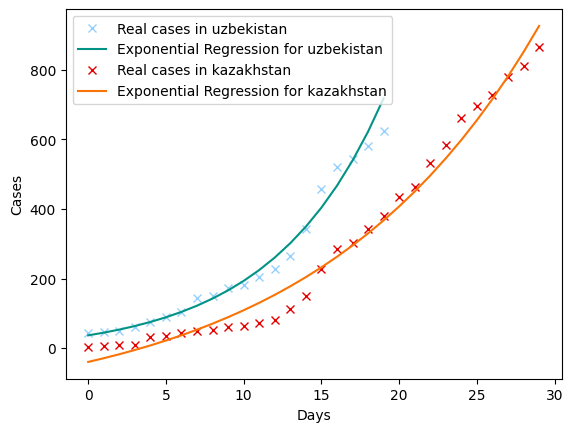 Real cases in uzbekistan
Exponential Regression for uzbekistan
Real cases in kazakhstan
Exponential Regression for kazakhstan
800
600
400
200
0
Cases
0 5 10 15 20 25 30
Days